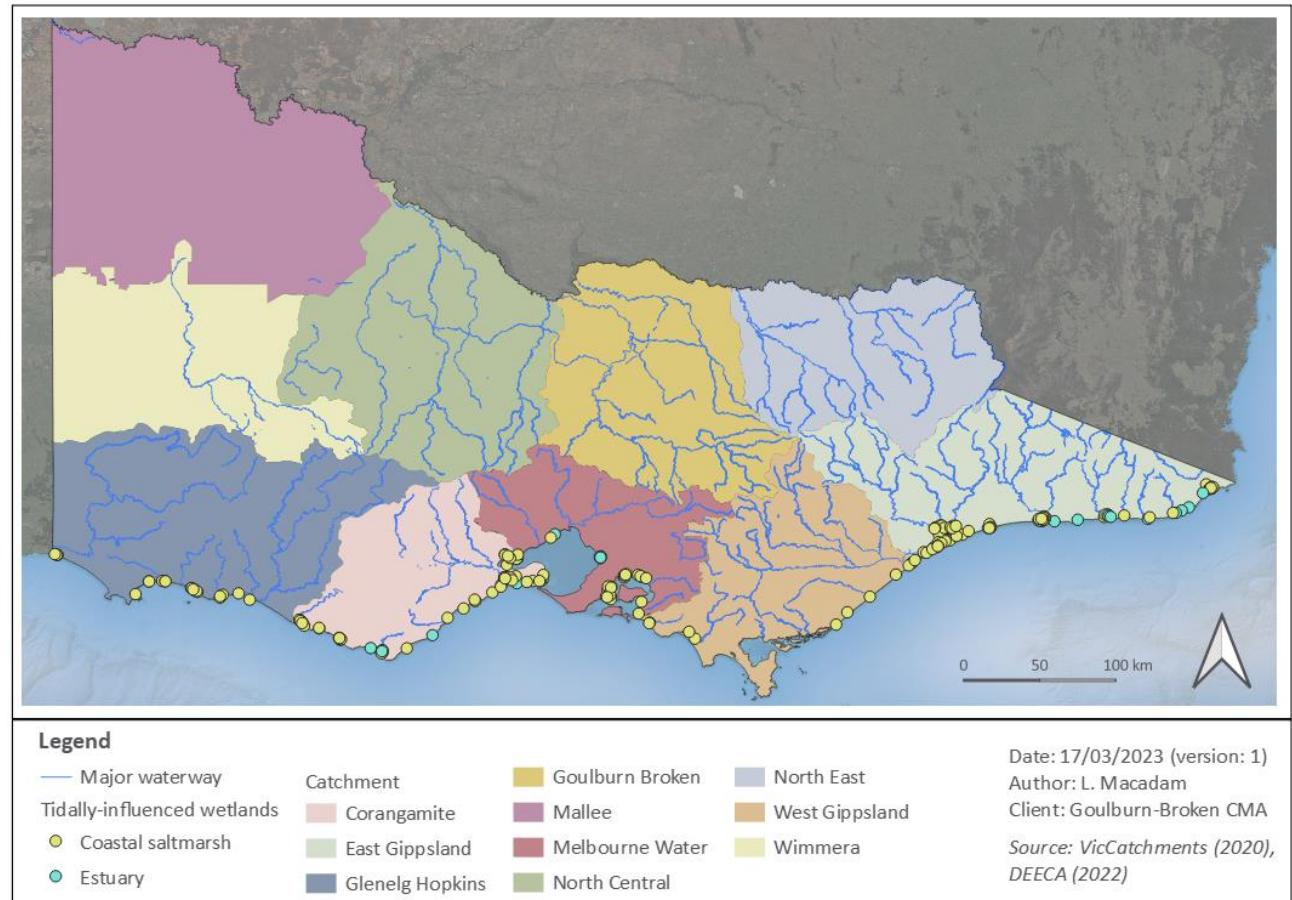 0 50 100 km
Legend
Major waterway
Tidally-influenced wetlands
Coastal saltmarsh
Estuary
Catchment
Corangamite
East Gippsland
Glenelg Hopkins
Goulburn Broken
Mallee
Melbourne Water
North Central
North East
West Gippsland
Wimmera
Date: 17/03/2023 (version: 1)
Author: L. Macadam
Client: Goulburn-Broken CMA
Source: VicCatchments (2020),
DEECA (2022)